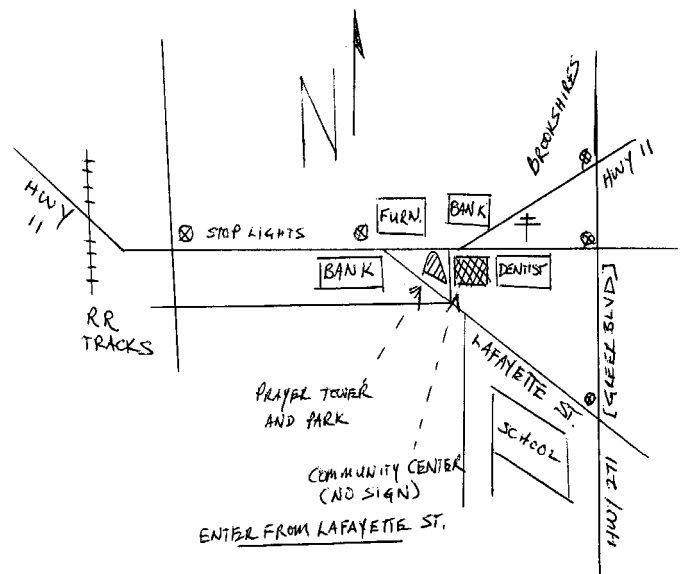 N
BROOKSHIRES
HWY 11
HWY
11
FURN.
BANK
STOP LIGHTS
BANK
DENTIST
RR
TRACKS
LAFAYETTE ST.
[GREER BLVD]
HWY 271
PRAYER TOWER
AND PARK
SCHOOL
COMMUNITY CENTER
(NO SIGN)
ENTER FROM LAFAYETTE ST.